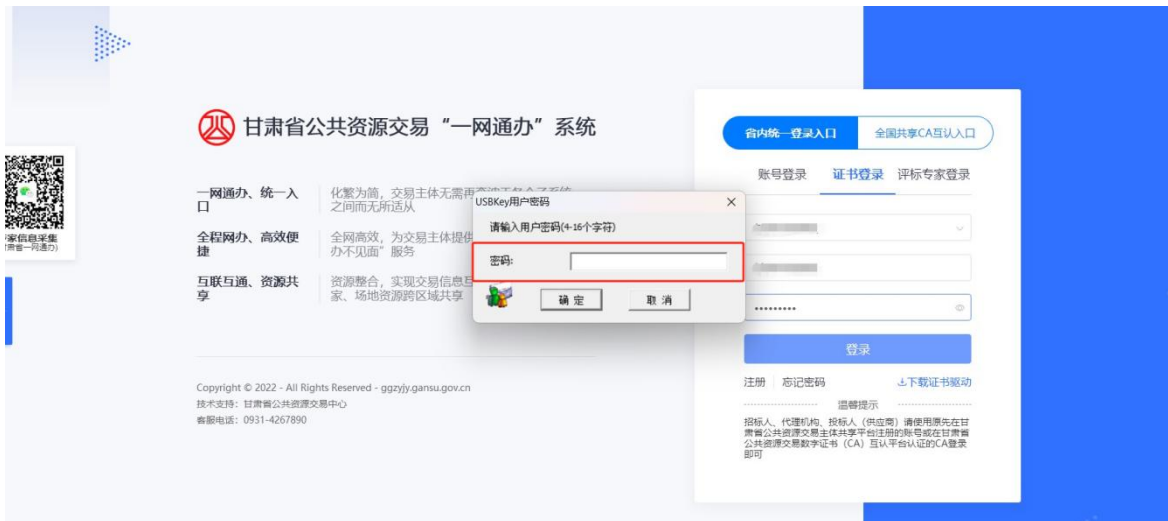 甘肃省公共资源交易“一网通办”系统
一网通办、统一入口
化繁为简，交易主体无需再
之间而无所适从
全程网办、高效便捷
全网高效，为交易主体提供
办不见面”服务
互联互通、资源共享
资源整合，实现交易信息互
家、场地资源跨区域共享
家信息采集
Copyright © 2022 - All Rights Reserved - ggzyjy.gansu.gov.cn
技术支持：甘肃省公共资源交易中心
客服电话：0931-4267890
USBKey用户密码
请输入用户密码(4-16个字符)
密码:
确 定
取 消
省内统一登录入口
全国共享CA互认入口
账号登录
证书登录
评标专家登录
登录
注册
忘记密码
下载证书驱动
温馨提示
招标人、代理机构、投标人（供应商）请使用原先在甘
肃省公共资源交易主体共享平台注册的账号或在甘肃省
公共资源交易数字证书（CA）互认平台认证的CA登录
即可